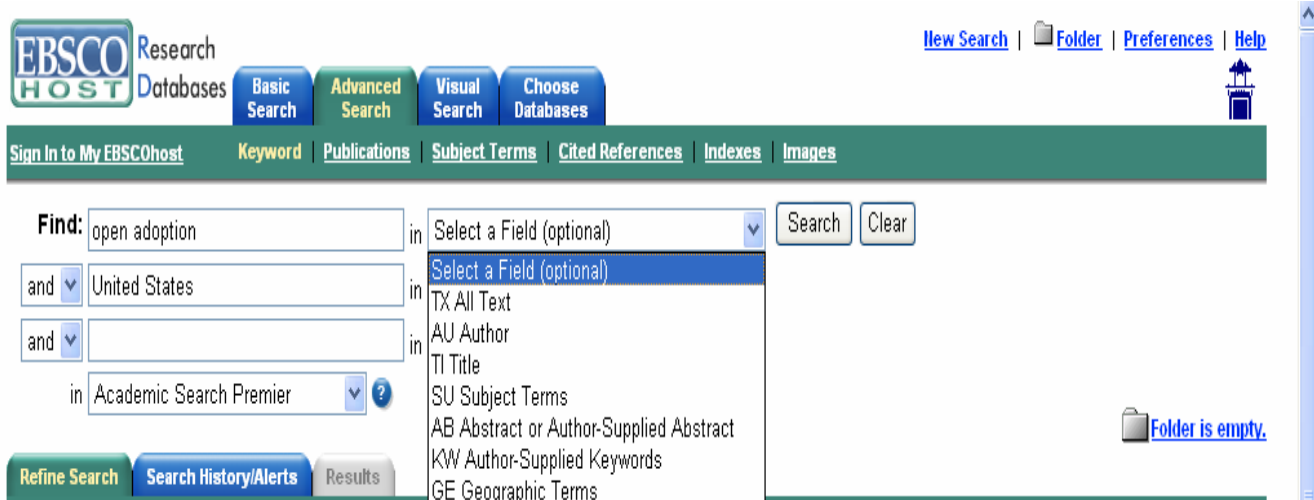 EBSCO Research
HOST Databases
Basic Search
Advanced Search
Visual Search
Choose Databases
New Search | Folder | Preferences | Help
Sign In to My EBSCOhost Keyword | Publications | Subject Terms | Cited References | Indexes | Images
Find: open adoption in Select a Field (optional) Search Clear
and United States in
and in
in Academic Search Premier ?
Select a Field (optional)
TX All Text
AU Author
TI Title
SU Subject Terms
AB Abstract or Author-Supplied Abstract
KW Author-Supplied Keywords
GE Geographic Terms
Folder is empty.
Refine Search Search History/Alerts Results